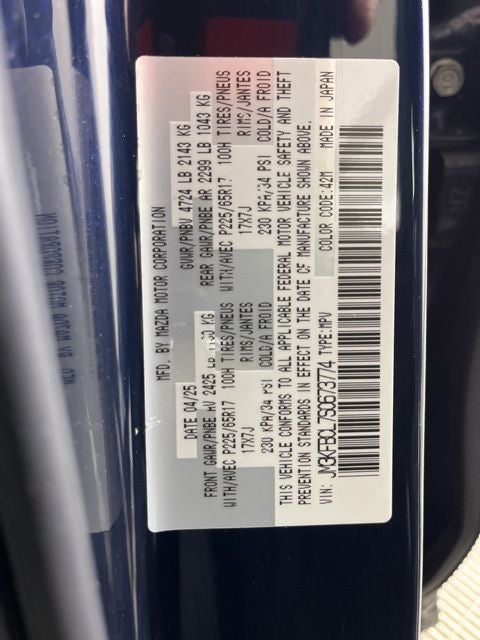 MFD. BY MAZDA MOTOR CORPORATION
DATE 04/25 GVWR/PNBV 4724 LB 2143 KG
FRONT GAWR/PNBE AV 2425 LB KG REAR GAWR/PNBE AR 2299 LB 1043 KG
WITH/AVEC P225/65R17 100H TIRES/PNEUS WITH/AVEC P225/65R17 100H TIRES/PNEUS
17X7J RIMS/JANTES 17X7J RIMS/JANTES
230 KPA/34 PSI COLD/A FROID 230 KPA/34 PSI COLD/A FROID
THIS VEHICLE CONFORMS TO ALL APPLICABLE FEDERAL MOTOR VEHICLE SAFETY AND THEFT
PREVENTION STANDARDS IN EFFECT ON THE DATE OF MANUFACTURE SHOWN ABOVE.
VIN: JM3KFBCL7S0673774 TYPE: MPV COLOR CODE: 42M MADE IN JAPAN